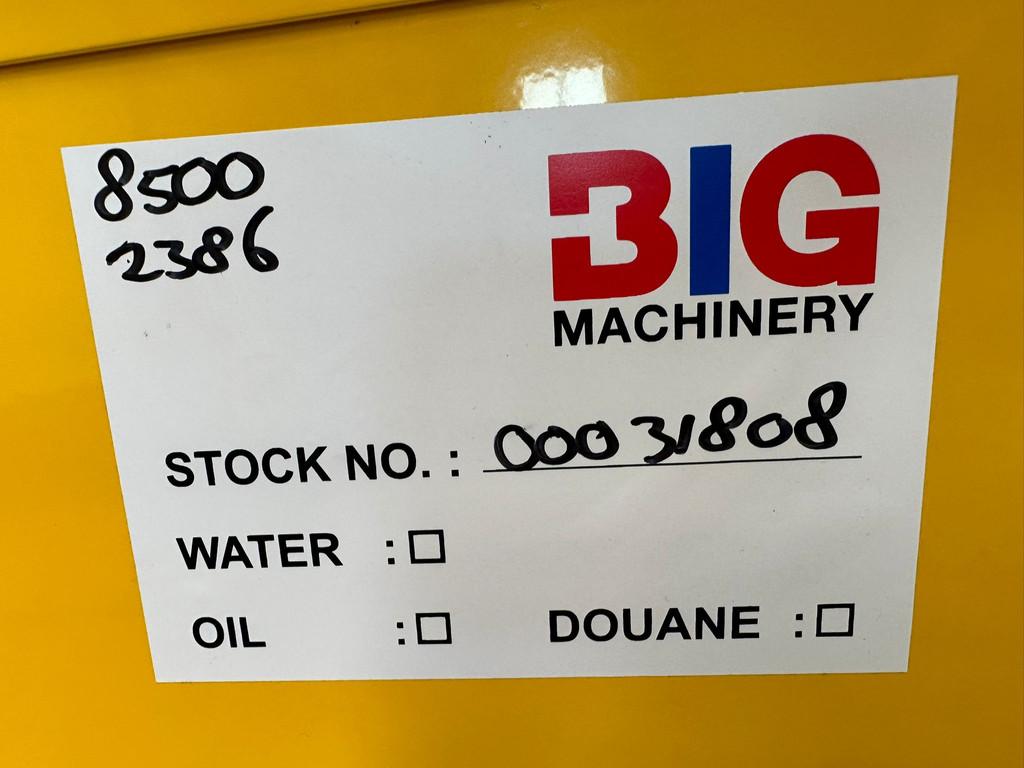 8500
2386
BIG
MACHINERY
STOCK NO. : 00031808
WATER : ☐
OIL : ☐ DOUANE : ☐